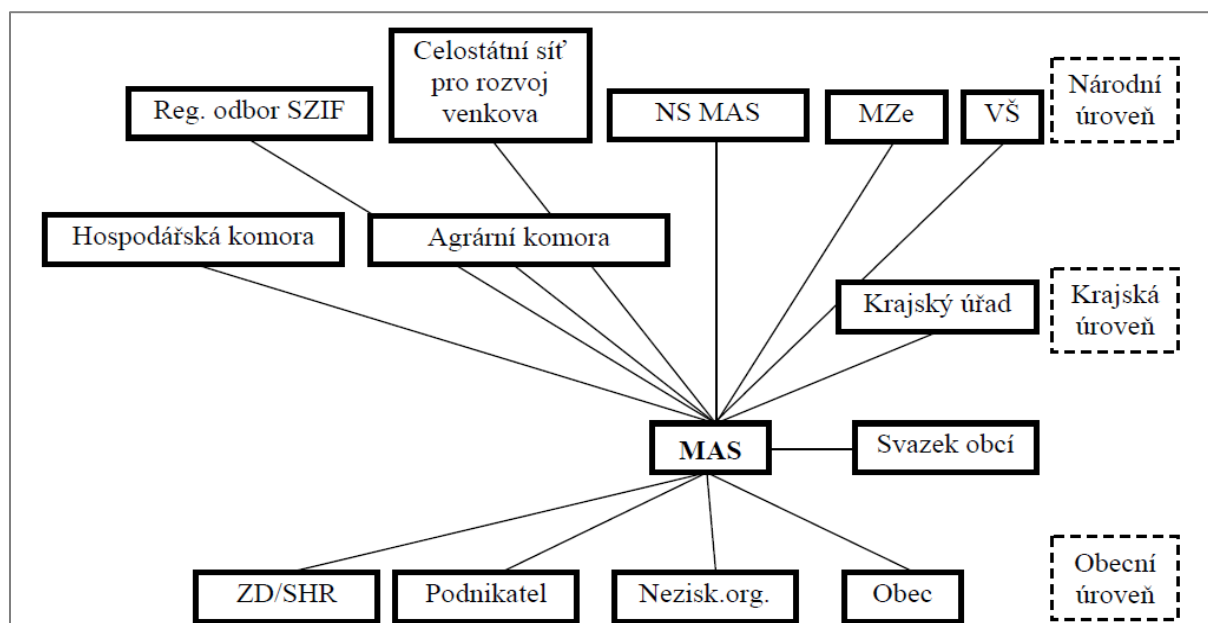 Celostátní síť
pro rozvoj
venkova
Reg. odbor SZIF
NS MAS
MZe
VŠ
Národní
úroveň
Hospodářská komora
Agrární komora
Krajský úřad
Krajská
úroveň
MAS
Svazek obcí
ZD/SHR
Podnikatel
Nezisk.org.
Obec
Obecní
úroveň